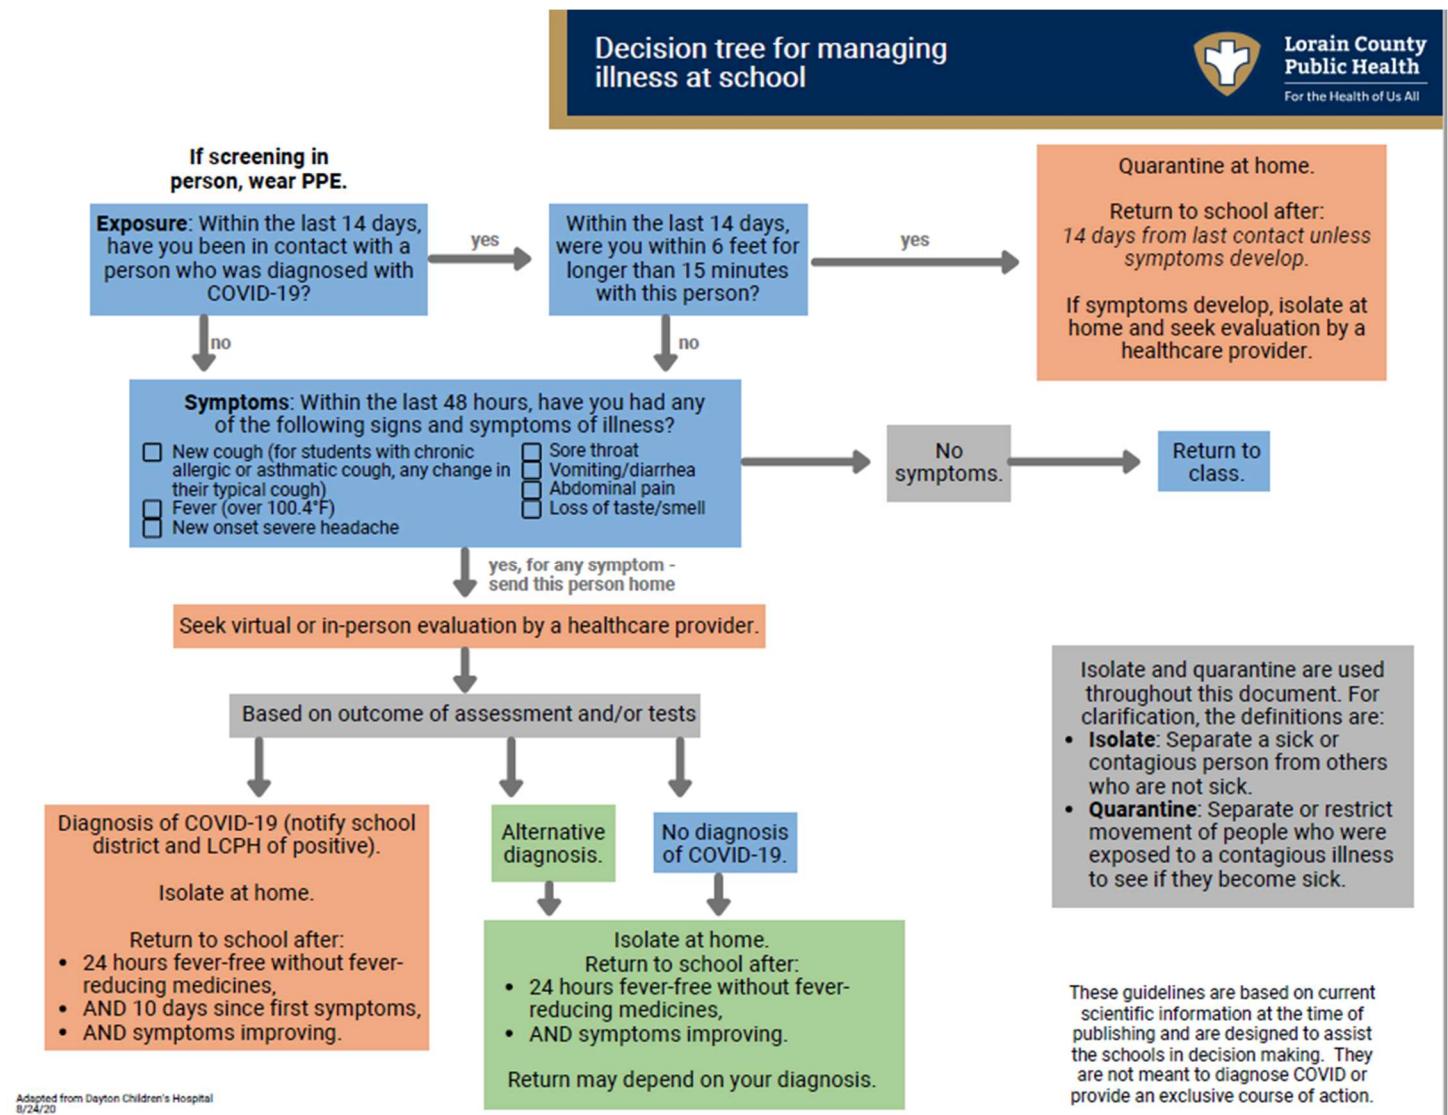 Decision tree for managing
illness at school
Lorain County
Public Health
For the Health of Us All
If screening in
person, wear PPE.
Exposure: Within the last 14 days,
have you been in contact with a
person who was diagnosed with
COVID-19?
yes
Within the last 14 days,
were you within 6 feet for
longer than 15 minutes
with this person?
yes
Quarantine at home.
Return to school after:
14 days from last contact unless
symptoms develop.
If symptoms develop, isolate at
home and seek evaluation by a
healthcare provider.
no
no
Symptoms: Within the last 48 hours, have you had any
of the following signs and symptoms of illness?
New cough (for students with chronic
allergic or asthmatic cough, any change in
their typical cough)
Fever (over 100.4°F)
New onset severe headache
Sore throat
Vomiting/diarrhea
Abdominal pain
Loss of taste/smell
No
symptoms.
Return to
class.
yes, for any symptom -
send this person home
Seek virtual or in-person evaluation by a healthcare provider.
Based on outcome of assessment and/or tests
Diagnosis of COVID-19 (notify school
district and LCPH of positive).
Isolate at home.
Return to school after:
• 24 hours fever-free without fever-
reducing medicines,
• AND 10 days since first symptoms,
• AND symptoms improving.
Alternative
diagnosis.
No diagnosis
of COVID-19.
Isolate at home.
Return to school after:
• 24 hours fever-free without fever-
reducing medicines,
• AND symptoms improving.
Return may depend on your diagnosis.
Isolate and quarantine are used
throughout this document. For
clarification, the definitions are:
• Isolate: Separate a sick or
contagious person from others
who are not sick.
• Quarantine: Separate or restrict
movement of people who were
exposed to a contagious illness
to see if they become sick.
These guidelines are based on current
scientific information at the time of
publishing and are designed to assist
the schools in decision making. They
are not meant to diagnose COVID or
provide an exclusive course of action.
Adapted from Dayton Children's Hospital
8/24/20